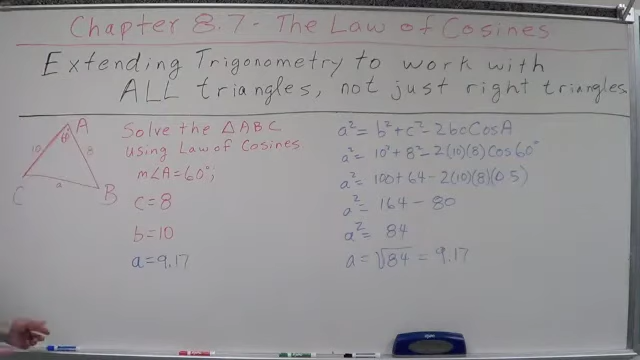 Chapter 8.7 - The Law of Cosines
Extending Trigonometry to work with
ALL triangles, not just right triangles.
A
60°
10
8
C
a
B
Solve the △ABC
using Law of Cosines
m∠A=60°;
c=8
b=10
a=9.17
a²=b²+c²-2bcCosA
a²=10²+8²-2(10)(8)Cos60°
a²=100+64-2(10)(8)(0.5)
a²=164-80
a²=84
a=√84=9.17